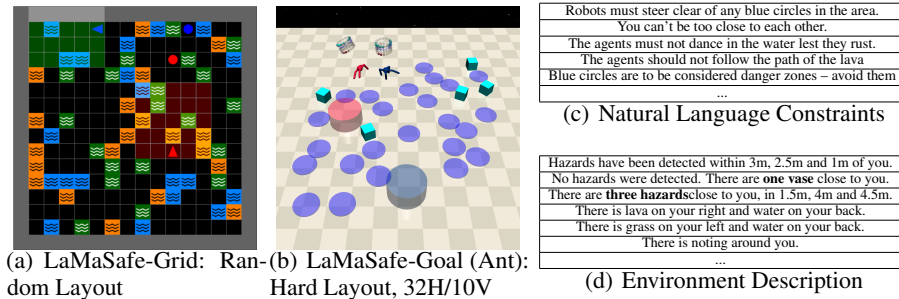 (a) LaMaSafe-Grid: Ran-
dom Layout
(b) LaMaSafe-Goal (Ant):
Hard Layout, 32H/10V
Robots must steer clear of any blue circles in the area.
You can't be too close to each other.
The agents must not dance in the water lest they rust.
The agents should not follow the path of the lava
Blue circles are to be considered danger zones – avoid them
...
(c) Natural Language Constraints
Hazards have been detected within 3m, 2.5m and 1m of you.
No hazards were detected. There are one vase close to you.
There are three hazardsclose to you, in 1.5m, 4m and 4.5m.
There is lava on your right and water on your back.
There is grass on your left and water on your back.
There is noting around you.
...
(d) Environment Description